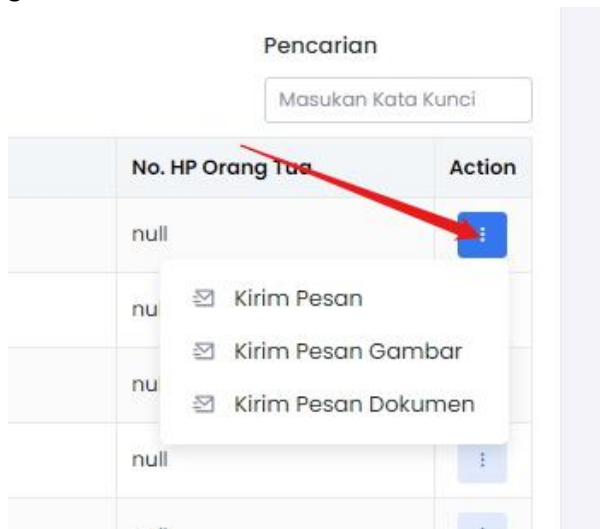 Pencarian
Masukan Kata Kunci
No. HP Orang Tua
Action
null
Kirim Pesan
Kirim Pesan Gambar
Kirim Pesan Dokumen
null